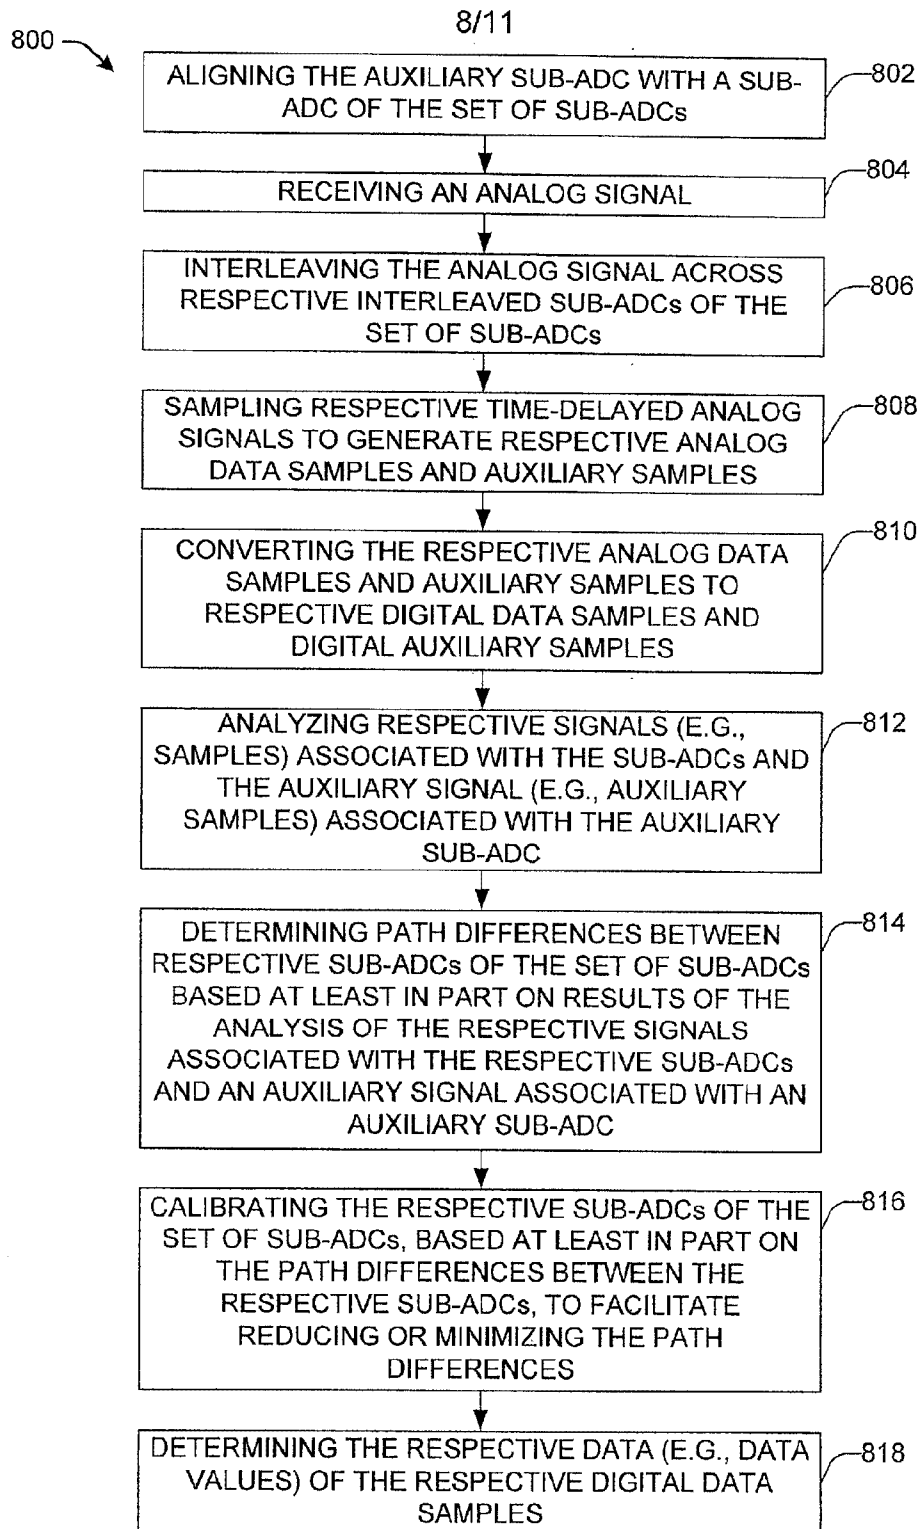 8/11
800
ALIGNING THE AUXILIARY SUB-ADC WITH A SUB-
ADC OF THE SET OF SUB-ADCs
802
RECEIVING AN ANALOG SIGNAL
804
INTERLEAVING THE ANALOG SIGNAL ACROSS
RESPECTIVE INTERLEAVED SUB-ADCs OF THE
SET OF SUB-ADCs
806
SAMPLING RESPECTIVE TIME-DELAYED ANALOG
SIGNALS TO GENERATE RESPECTIVE ANALOG
DATA SAMPLES AND AUXILIARY SAMPLES
808
CONVERTING THE RESPECTIVE ANALOG DATA
SAMPLES AND AUXILIARY SAMPLES TO
RESPECTIVE DIGITAL DATA SAMPLES AND
DIGITAL AUXILIARY SAMPLES
810
ANALYZING RESPECTIVE SIGNALS (E.G.,
SAMPLES) ASSOCIATED WITH THE SUB-ADCs AND
THE AUXILIARY SIGNAL (E.G., AUXILIARY
SAMPLES) ASSOCIATED WITH THE AUXILIARY
SUB-ADC
812
DETERMINING PATH DIFFERENCES BETWEEN
RESPECTIVE SUB-ADCs OF THE SET OF SUB-ADCs
BASED AT LEAST IN PART ON RESULTS OF THE
ANALYSIS OF THE RESPECTIVE SIGNALS
ASSOCIATED WITH THE RESPECTIVE SUB-ADCs
AND AN AUXILIARY SIGNAL ASSOCIATED WITH AN
AUXILIARY SUB-ADC
814
CALIBRATING THE RESPECTIVE SUB-ADCs OF THE
SET OF SUB-ADCs, BASED AT LEAST IN PART ON
THE PATH DIFFERENCES BETWEEN THE
RESPECTIVE SUB-ADCs, TO FACILITATE
REDUCING OR MINIMIZING THE PATH
DIFFERENCES
816
DETERMINING THE RESPECTIVE DATA (E.G., DATA
VALUES) OF THE RESPECTIVE DIGITAL DATA
SAMPLES
818